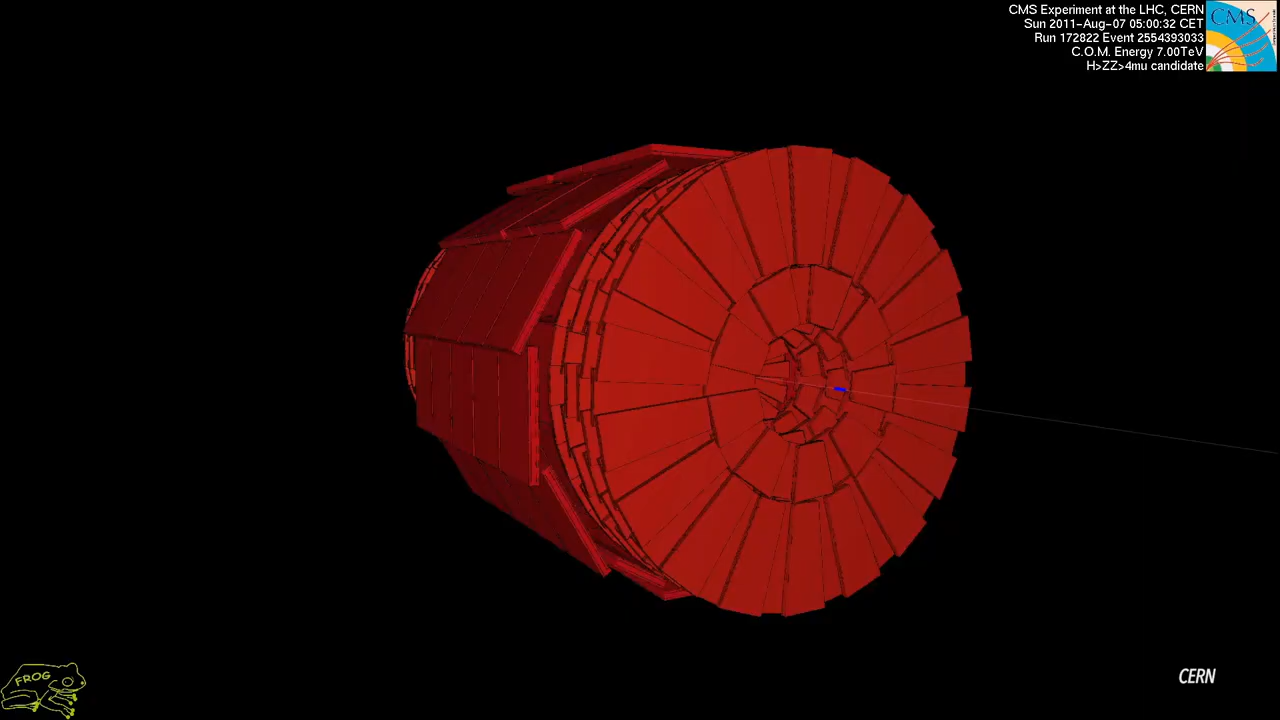 CMS Experiment at the LHC, CERN
Sun 2011-Aug-07 05:00:32 CET
Run 172822 Event 2554393033
C.O.M. Energy 7.00TeV
H>ZZ>4mu candidate
CMS
FROG
CERN